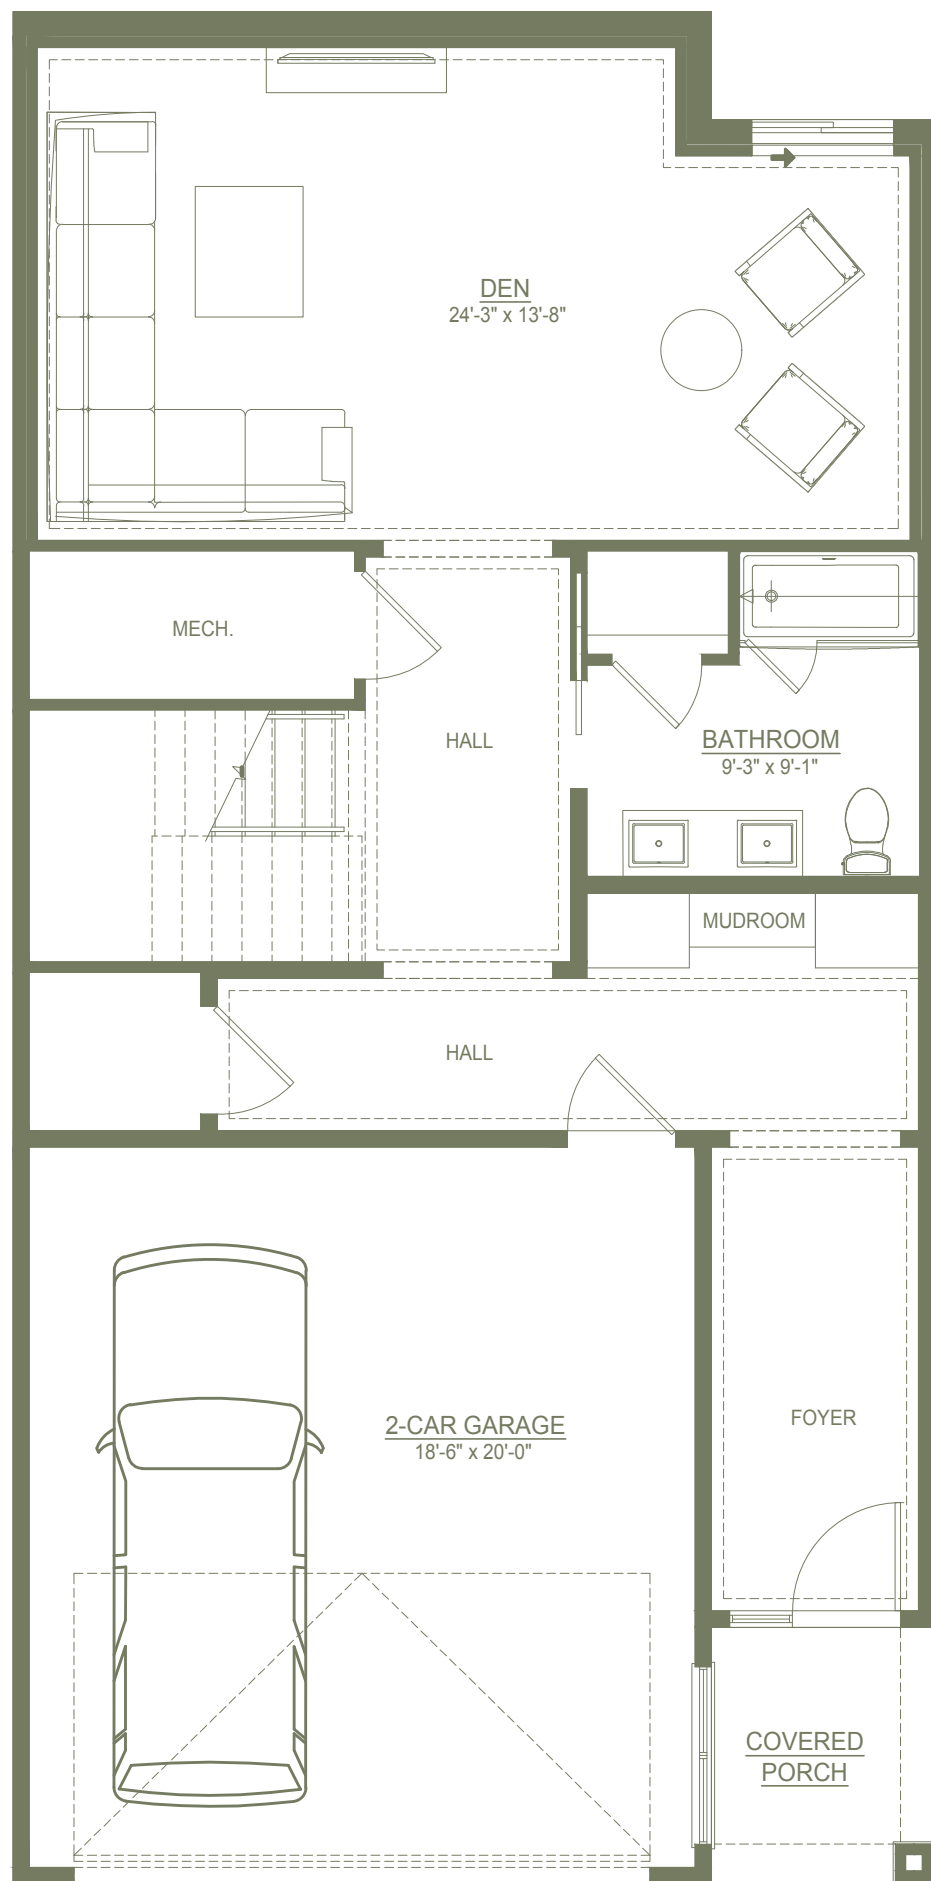 DEN
24'-3" x 13'-8"
MECH.
HALL
BATHROOM
9'-3" x 9'-1"
MUDROOM
HALL
2-CAR GARAGE
18'-6" x 20'-0"
FOYER
COVERED
PORCH